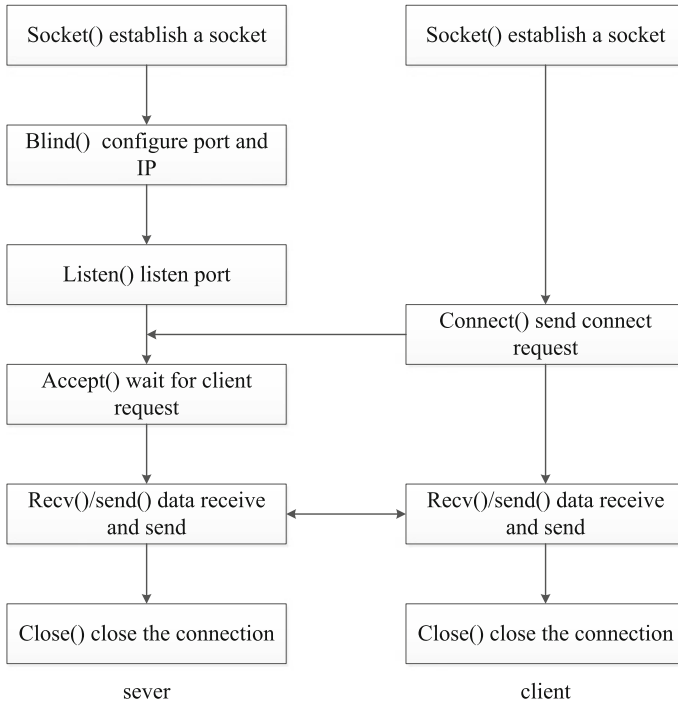 Socket() establish a socket
Blind() configure port and
IP
Listen() listen port
Accept() wait for client
request
Recv()/send() data receive
and send
Close() close the connection
sever
Socket() establish a socket
Connect() send connect
request
Recv()/send() data receive
and send
Close() close the connection
client